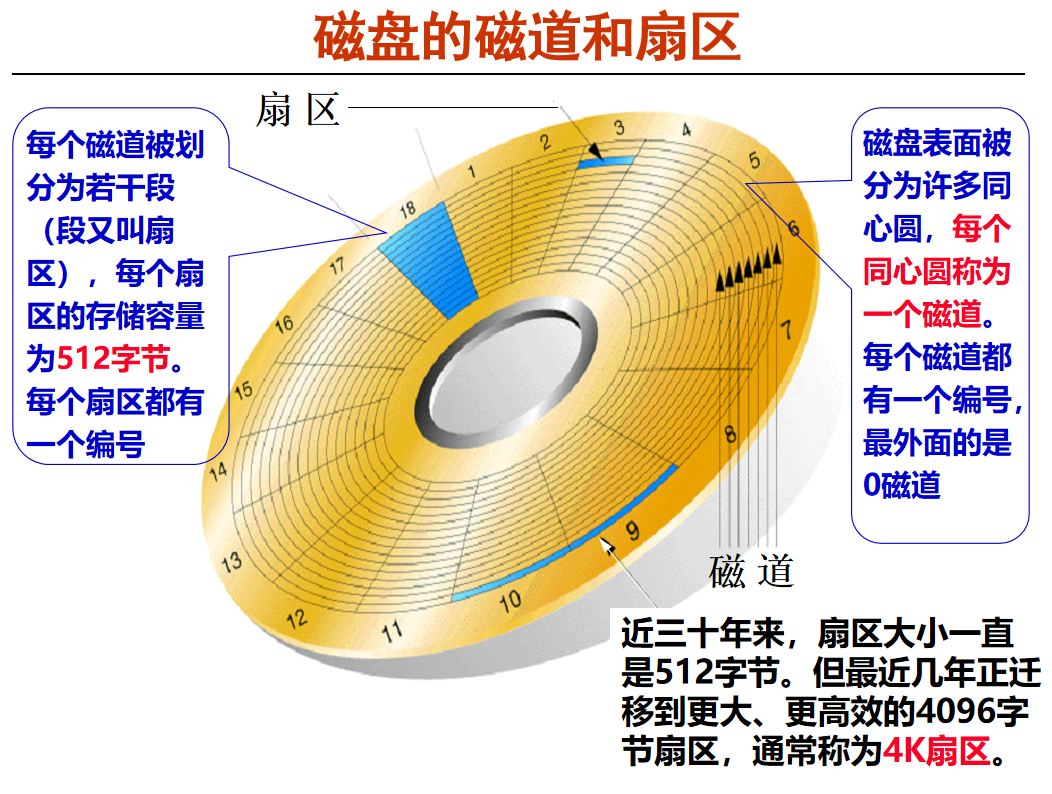 磁盘的磁道和扇区
扇 区
每个磁道被划
分为若干段
（段又叫扇
区），每个扇
区的存储容量
为512字节。
每个扇区都有
一个编号
磁盘表面被
分为许多同
心圆，每个
同心圆称为
一个磁道。
每个磁道都
有一个编号，
最外面的是
0磁道
1
2
3
4
5
6
7
8
9
10
11
12
13
14
15
16
17
18
磁 道
近三十年来，扇区大小一直
是512字节。但最近几年正迁
移到更大、更高效的4096字
节扇区，通常称为4K扇区。